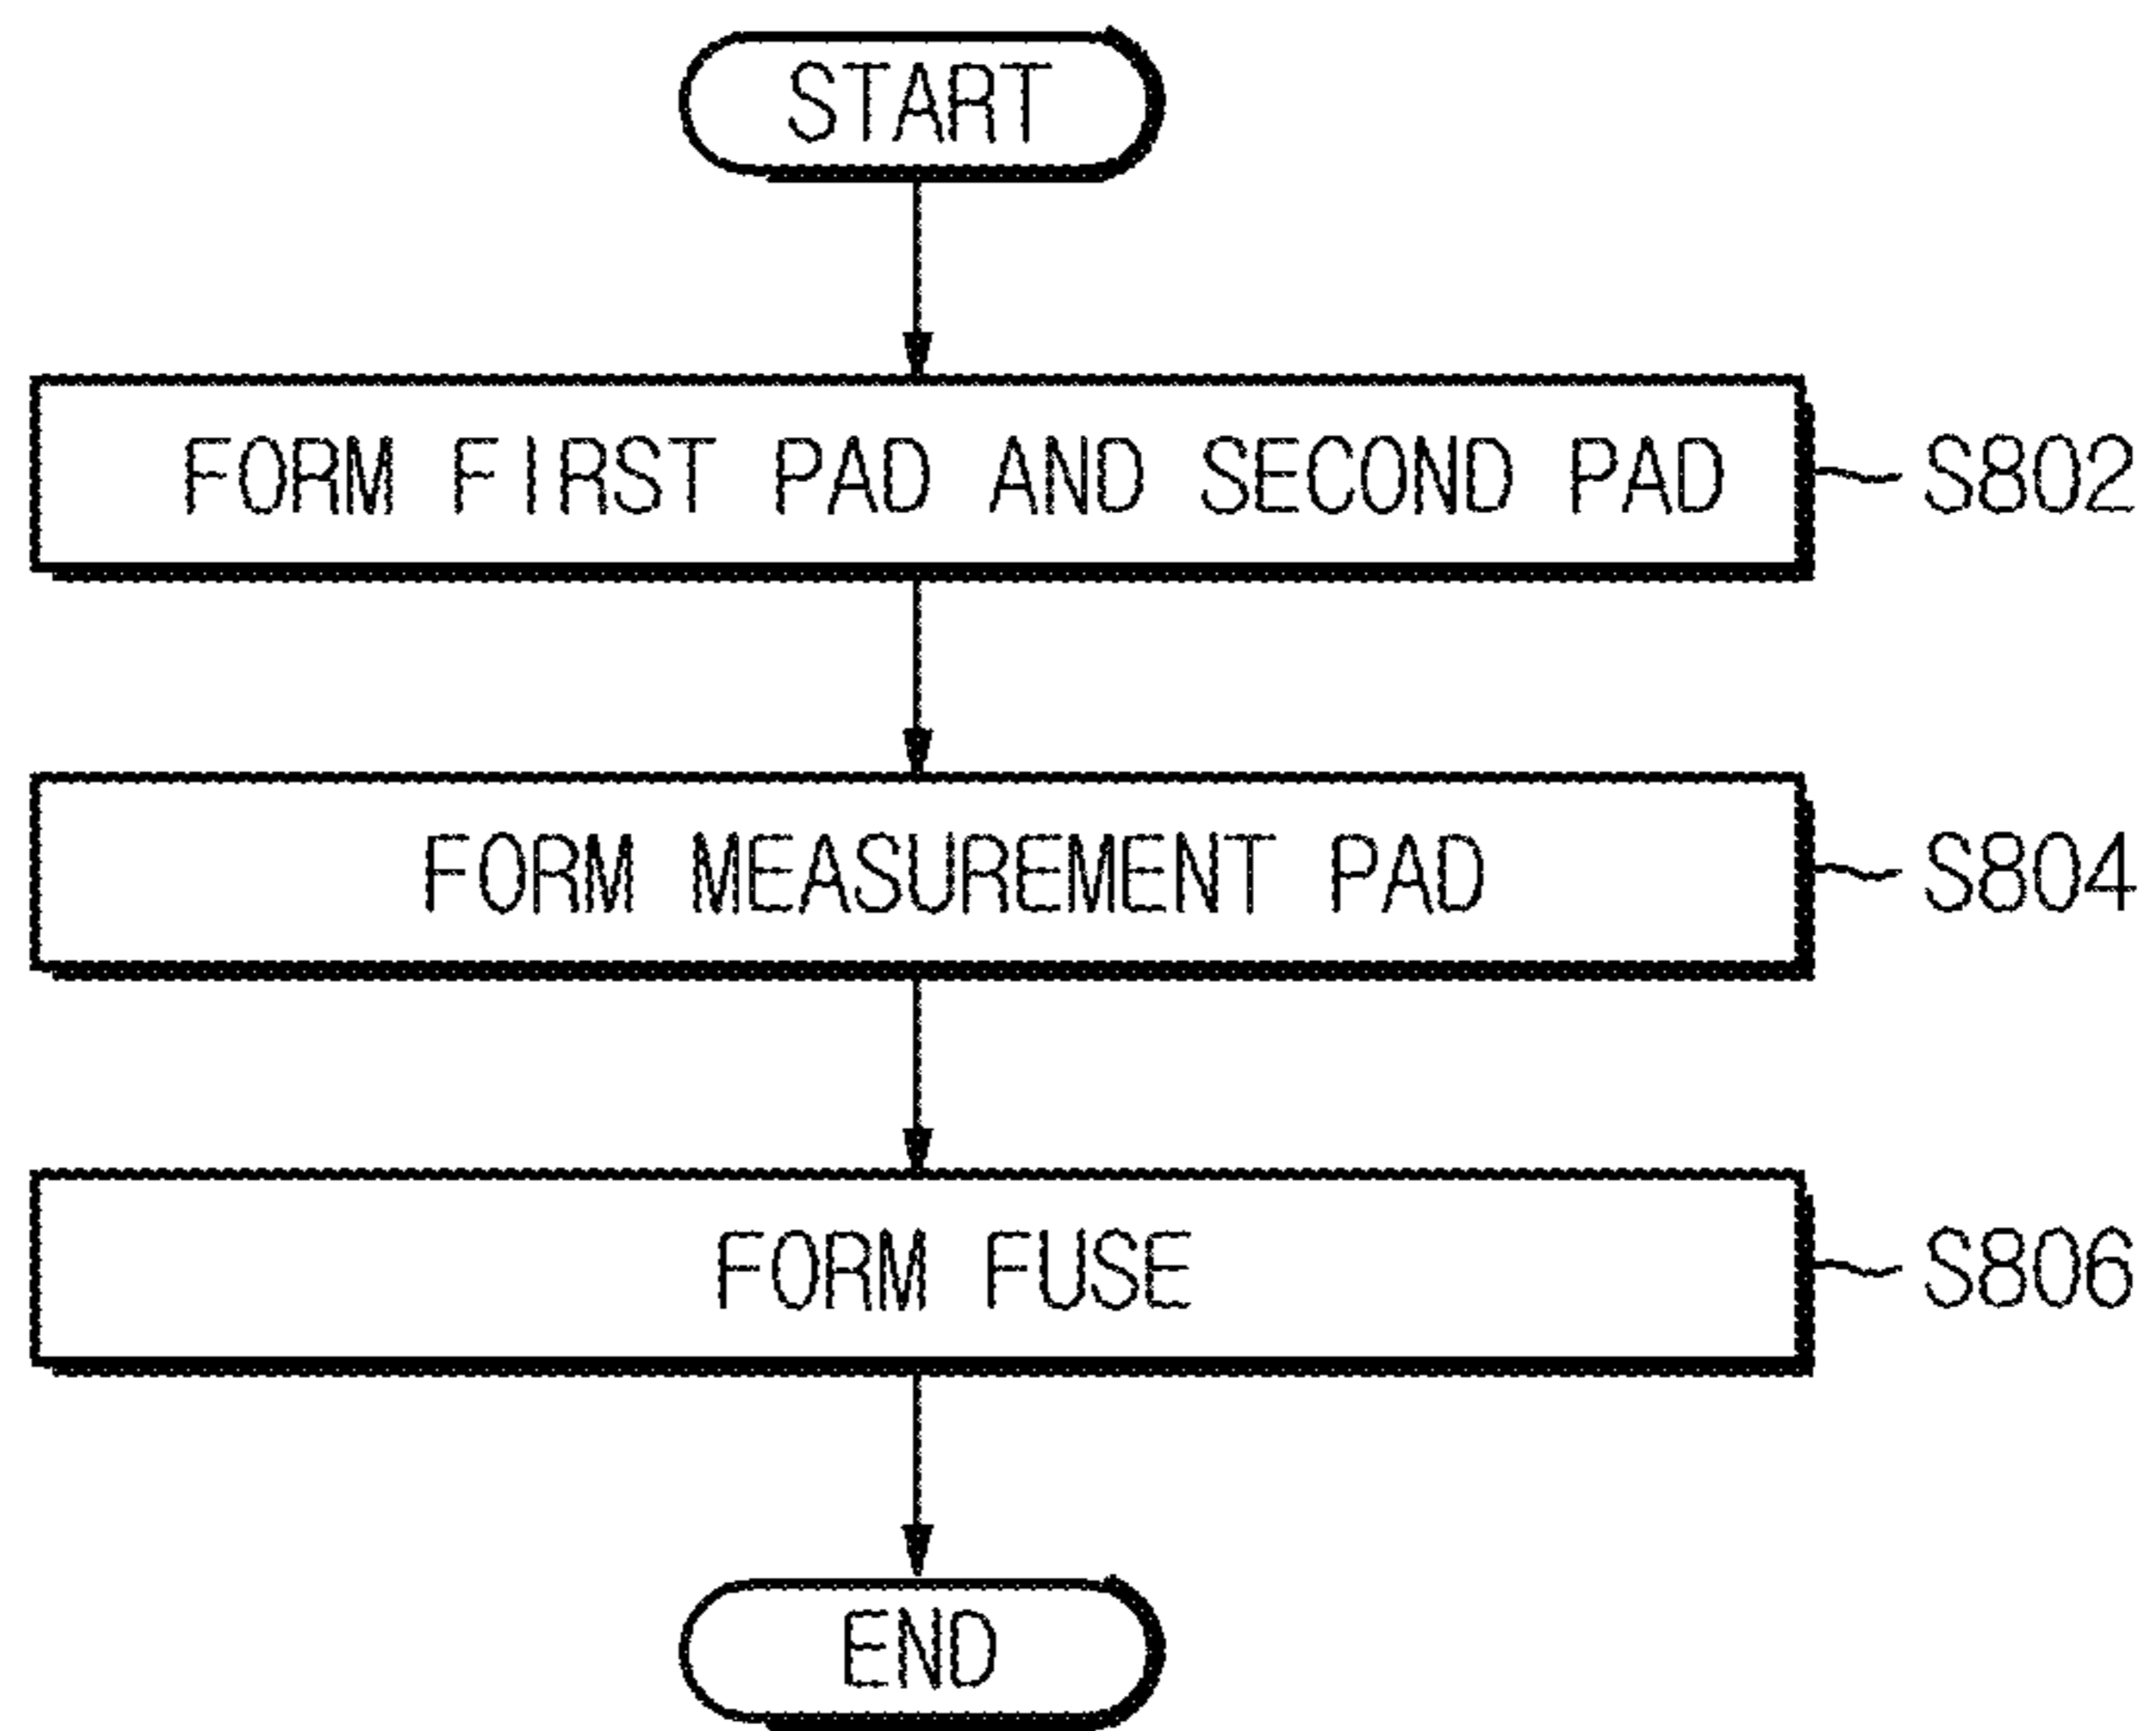 START
FORM FIRST PAD AND SECOND PAD S802
FORM MEASUREMENT PAD S804
FORM FUSE S806
END